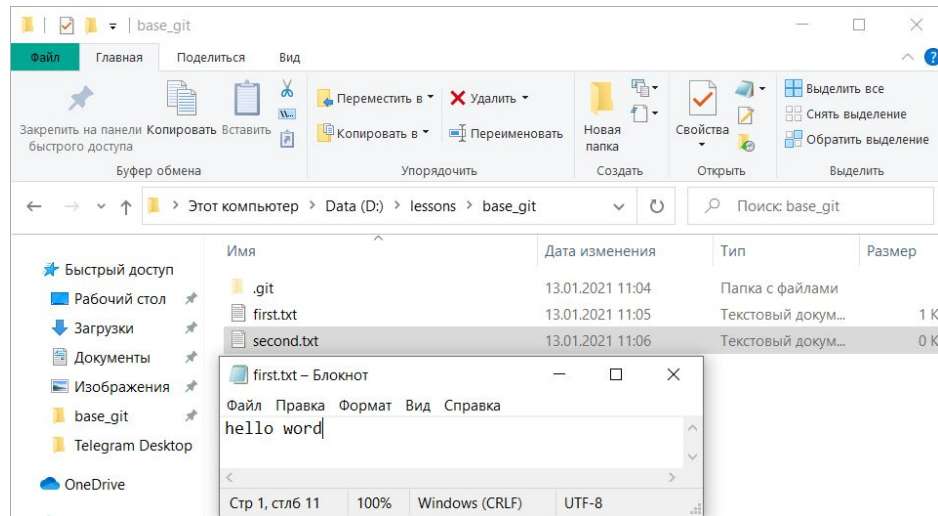 base_git
Файл Главная Поделиться Вид
Закрепить на панели быстрого доступа
Копировать
Вставить
Переместить в
Копировать в
Удалить
Переименовать
Новая папка
Свойства
Выделить все
Снять выделение
Обратить выделение
Буфер обмена Упорядочить Создать Открыть Выделить
Этот компьютер > Data (D:) > lessons > base_git
Поиск: base_git
Имя Дата изменения Тип Размер
Быстрый доступ
Рабочий стол
Загрузки
Документы
Изображения
base_git
Telegram Desktop
OneDrive
.git 13.01.2021 11:04 Папка с файлами
first.txt 13.01.2021 11:05 Текстовый докум... 1 К
second.txt 13.01.2021 11:06 Текстовый докум... 0 К
first.txt – Блокнот
Файл Правка Формат Вид Справка
hello word
Стр 1, стлб 11 100% Windows (CRLF) UTF-8